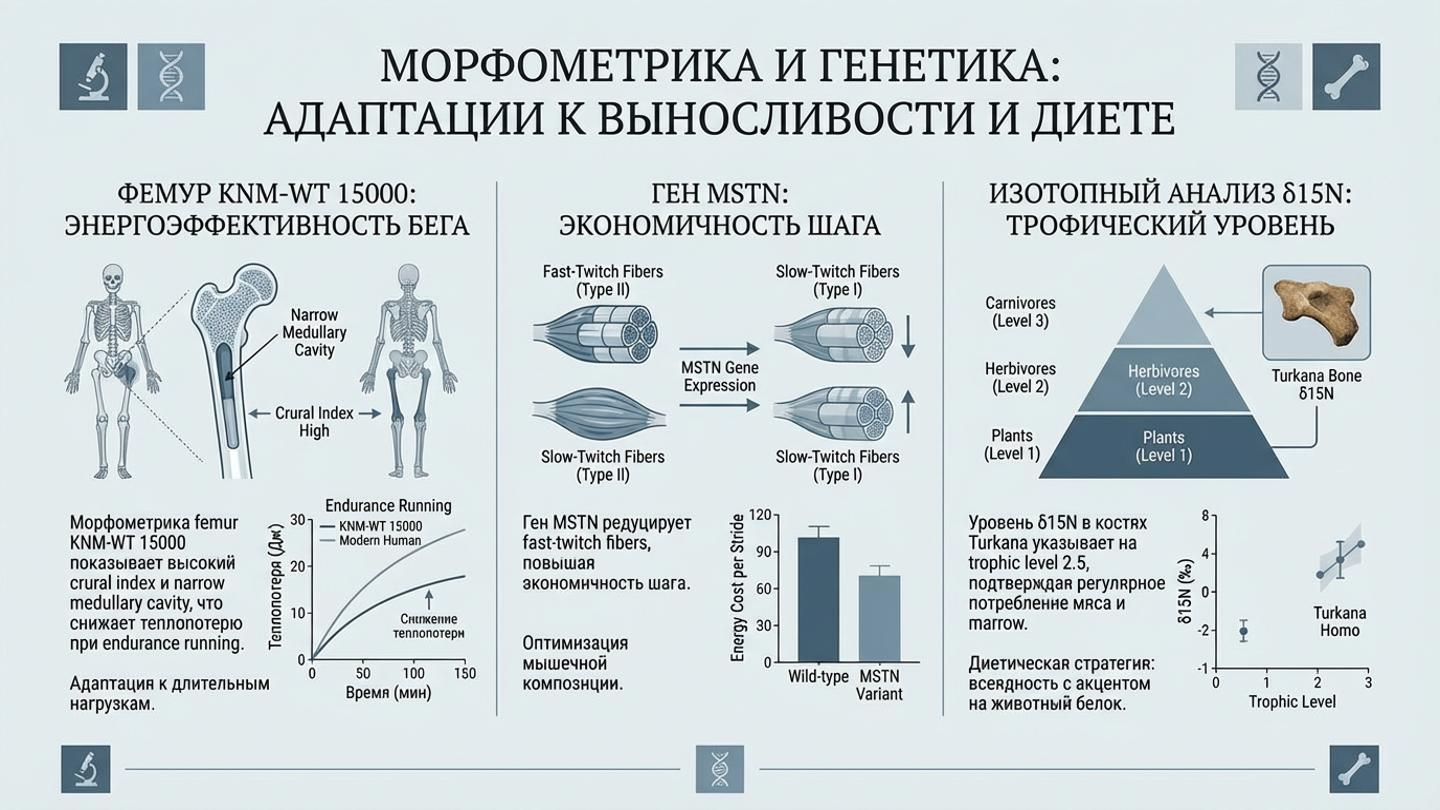 МОРФОМЕТРИКА И ГЕНЕТИКА:
АДАПТАЦИИ К ВЫНОСЛИВОСТИ И ДИЕТЕ
ФЕМУР KNM-WT 15000:
ЭНЕРГОЭФФЕКТИВНОСТЬ БЕГА
Narrow
Medullary
Cavity
Crural Index
High
Морфометрика femur
KNM-WT 15000
показывает высокий
crural index и narrow
medullary cavity, что
снижает теплопотерю
при endurance running.
Адаптация к длительным
нагрузкам.
Endurance Running
KNM-WT 15000
Modern Human
Теплопотеря (Дж)
30
20
10
0
Снижение
теплопотери
0 50 100 150
Время (мин)
ГЕН MSTN:
ЭКОНОМИЧНОСТЬ ШАГА
Fast-Twitch Fibers
(Type II)
Slow-Twitch Fibers
(Type I)
MSTN Gene
Expression
Slow-Twitch Fibers
(Type II)
Slow-Twitch Fibers
(Type I)
Ген MSTN редуцирует
fast-twitch fibers,
повышая
экономичность шага.
Оптимизация
мышечной
композиции.
Energy Cost per Stride
120
90
60
30
0
Wild-type
MSTN
Variant
ИЗОТОПНЫЙ АНАЛИЗ δ15N:
ТРОФИЧЕСКИЙ УРОВЕНЬ
Carnivores
(Level 3)
Herbivores
(Level 2)
Plants
(Level 1)
Herbivores
(Level 2)
Plants
(Level 1)
Turkana Bone
δ15N
Уровень δ15N в костях
Turkana указывает на
trophic level 2.5,
подтверждая регулярное
потребление мяса и
marrow.
Диетическая стратегия:
всеядность с акцентом
на животный белок.
δ15N (‰)
8
4
0
-2
-1
Turkana
Homo
0 1 2 3
Trophic Level